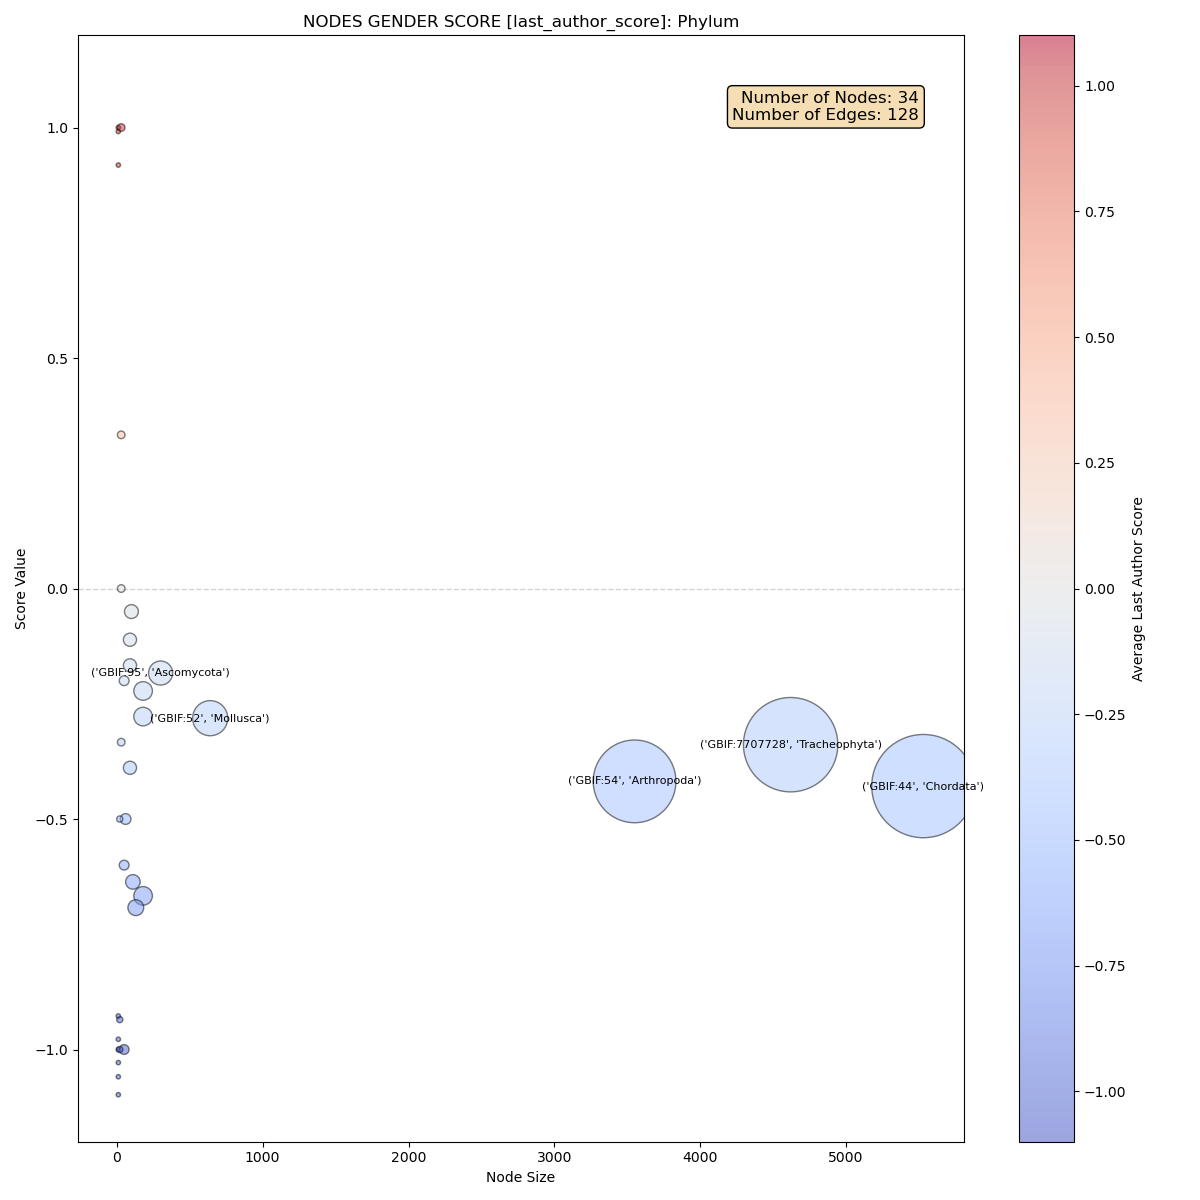 NODES GENDER SCORE [last_author_score]: Phylum
Number of Nodes: 34
Number of Edges: 128
1.0
0.5
0.0
−0.5
−1.0
Score Value
('GBIF:95', 'Ascomycota')
('GBIF:52', 'Mollusca')
('GBIF:7707728', 'Tracheophyta')
('GBIF:54', 'Arthropoda')
('GBIF:44', 'Chordata')
0
1000
2000
3000
4000
5000
Node Size
1.00
0.75
0.50
0.25
0.00
−0.25
−0.50
−0.75
−1.00
Average Last Author Score